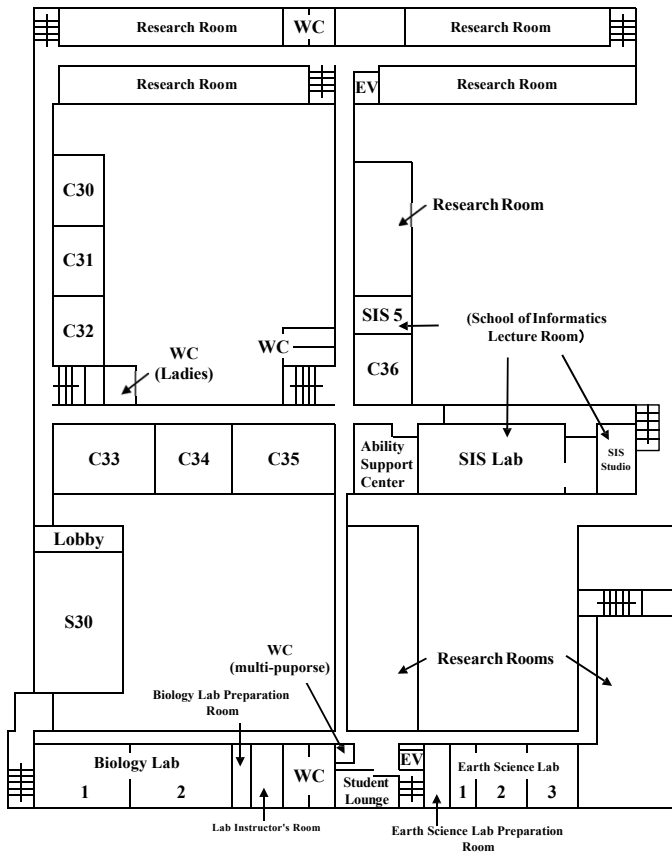 Research Room
WC
Research Room
Research Room
EV
Research Room
C30
C31
C32
Research Room
SIS 5
(School of Informatics
Lecture Room）
WC
WC
(Ladies)
C36
C33
C34
C35
Ability
Support
Center
SIS Lab
SIS
Studio
Lobby
S30
WC
(multi-puporse)
Research Rooms
Biology Lab Preparation
Room
Biology Lab
1
2
WC
Student
Lounge
EV
Earth Science Lab
1
2
3
Lab Instructor's Room
Earth Science Lab Preparation
Room